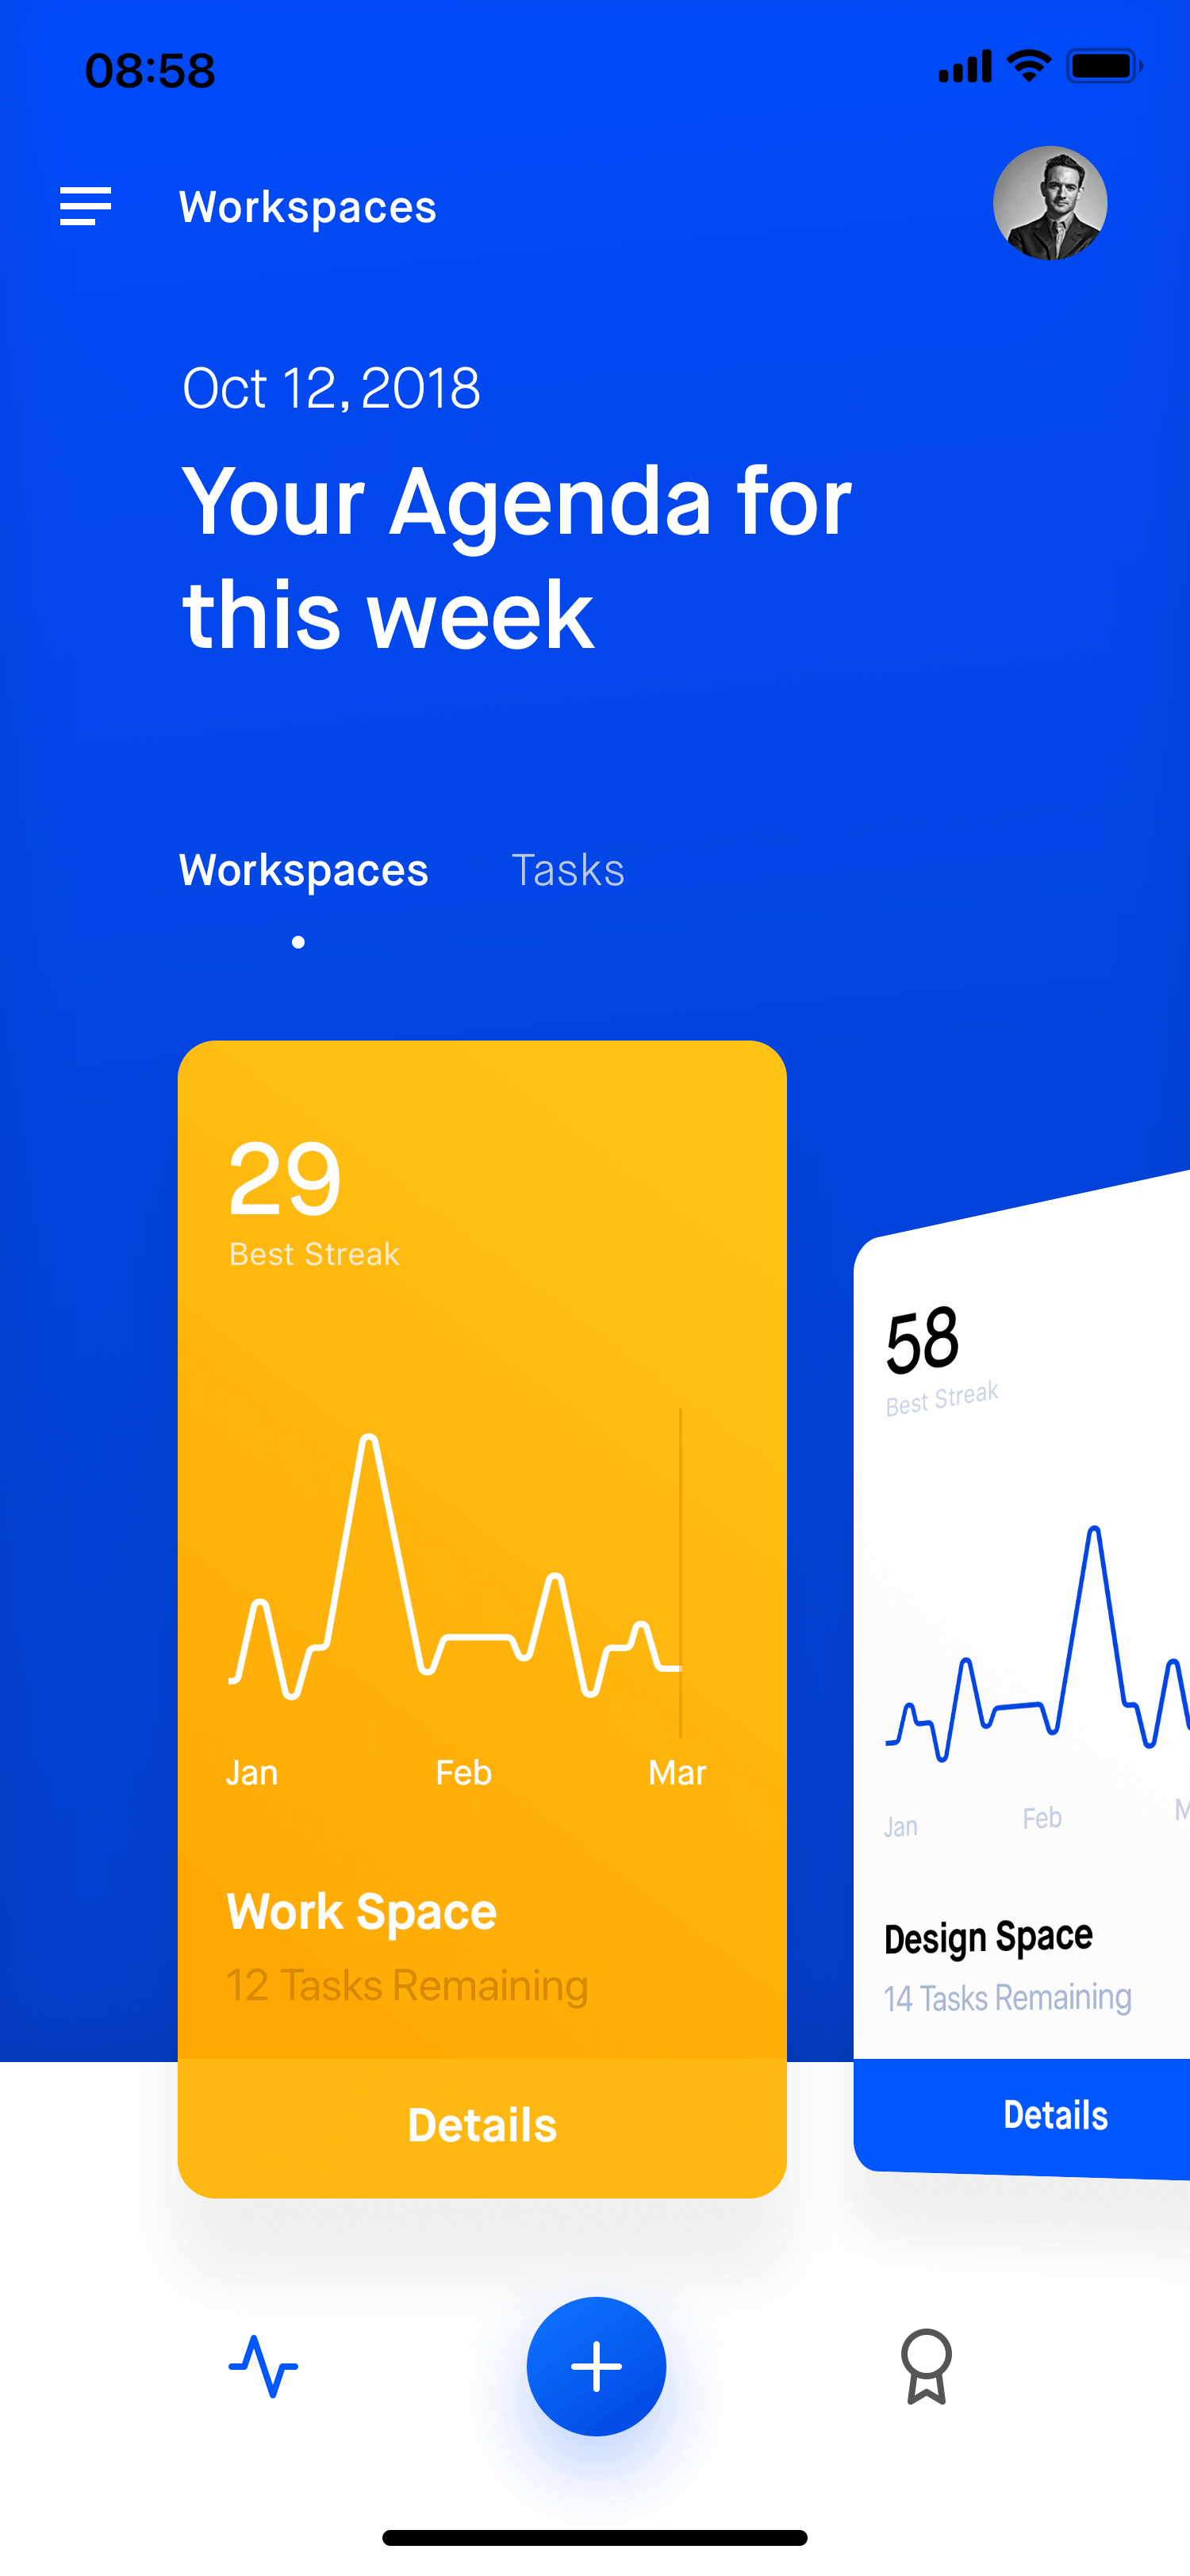 08:58
Workspaces
Oct 12, 2018
Your Agenda for
this week
Workspaces
Tasks
29
Best Streak
Jan
Feb
Mar
Work Space
12 Tasks Remaining
Details
58
Best Streak
Jan
Feb
Design Space
14 Tasks Remaining
Details